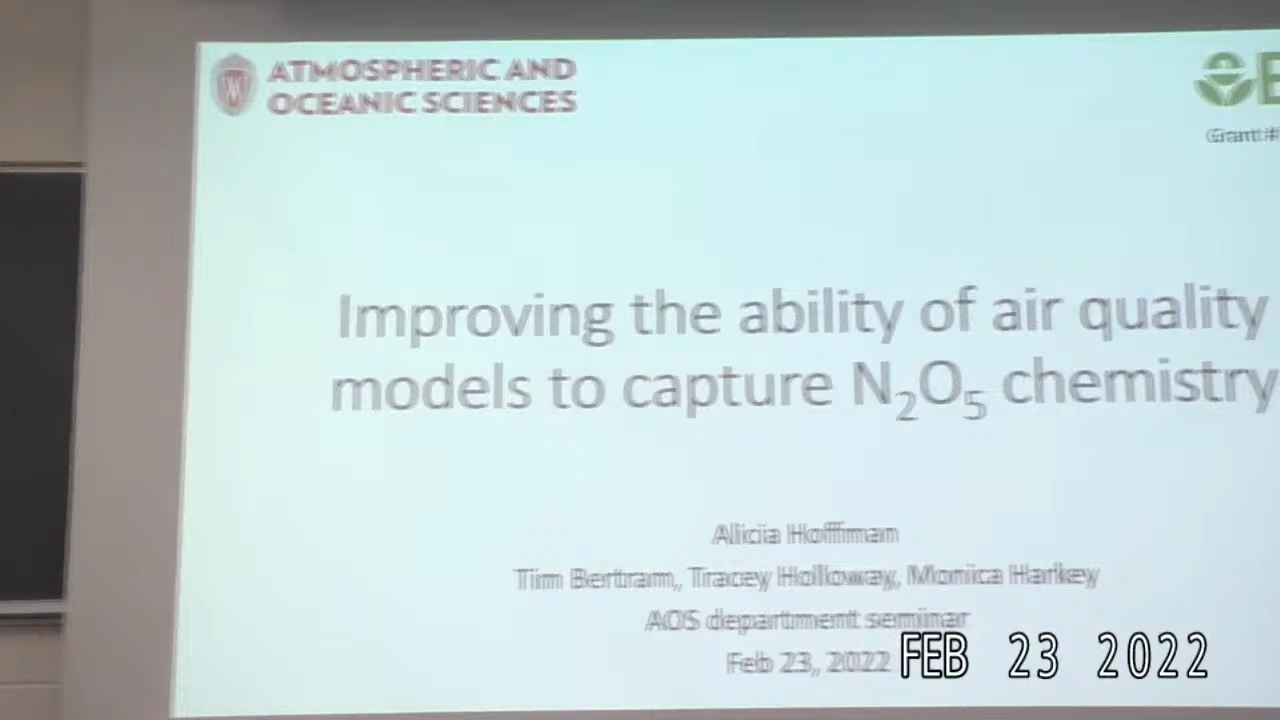 ATMOSPHERIC AND
OCEANIC SCIENCES
Grant #
Improving the ability of air quality
models to capture N₂O₅ chemistry
Alicia Hoffman
Tim Bertram, Tracey Holloway, Monica Harkey
AOS department seminar
Feb 23, 2022
FEB 23 2022